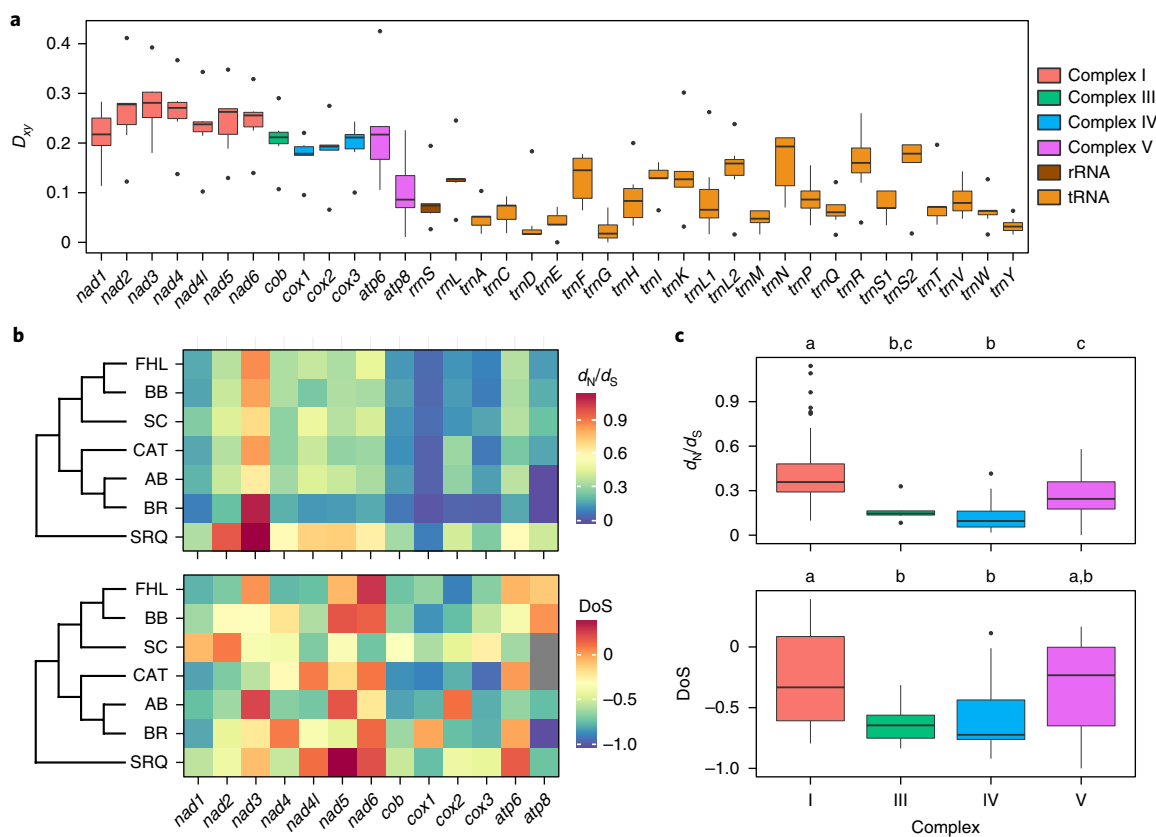 a
0.4
0.3
0.2
0.1
0
Dxy
nad1 nad2 nad3 nad4 nad4l nad5 nad6 cob cox1 cox2 cox3 atp6 atp8 rrnS rrnL trnA trnC trnD trnE trnF trnG trnH trnI trnK trnL1 trnL2 trnM trnN trnP trnQ trnR trnS1 trnS2 trnT trnV trnW trnY
Complex I
Complex III
Complex IV
Complex V
rRNA
tRNA
b
FHL
BB
SC
CAT
AB
BR
SRQ
dN/dS
0.9
0.6
0.3
0
FHL
BB
SC
CAT
AB
BR
SRQ
DoS
0
−0.5
−1.0
nad1 nad2 nad3 nad4 nad4l nad5 nad6 cob cox1 cox2 cox3 atp6 atp8
c
a b,c b c
0.9
0.3
0
dN/dS
a b b a,b
0
−0.5
−1.0
DoS
I III IV V
Complex